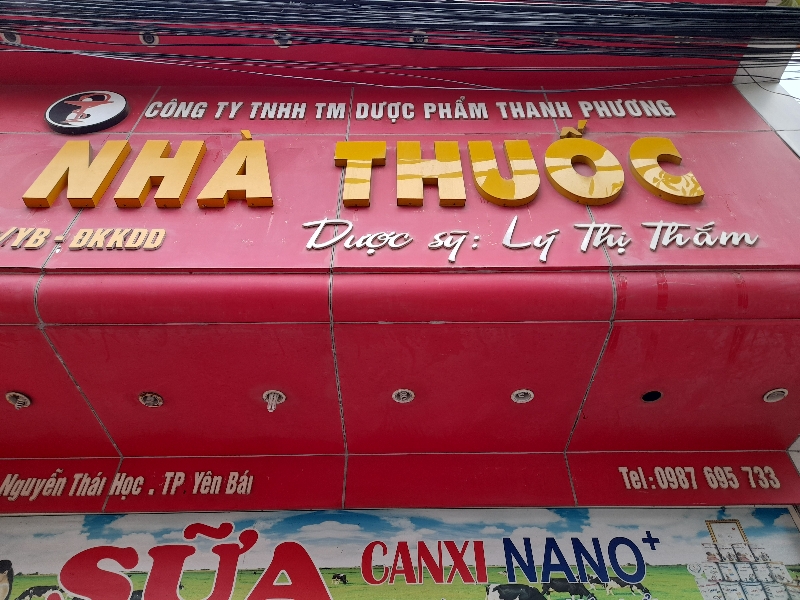 CÔNG TY TNHH TM DƯỢC PHẨM THANH PHƯƠNG
NHÀ THUỐC
/YB - ĐKKDD
Dược sỹ: Lý Thị Thắm
Nguyễn Thái Học . TP Yên Bái
Tel : 0987 695 733
SỮA CANXI NANO+